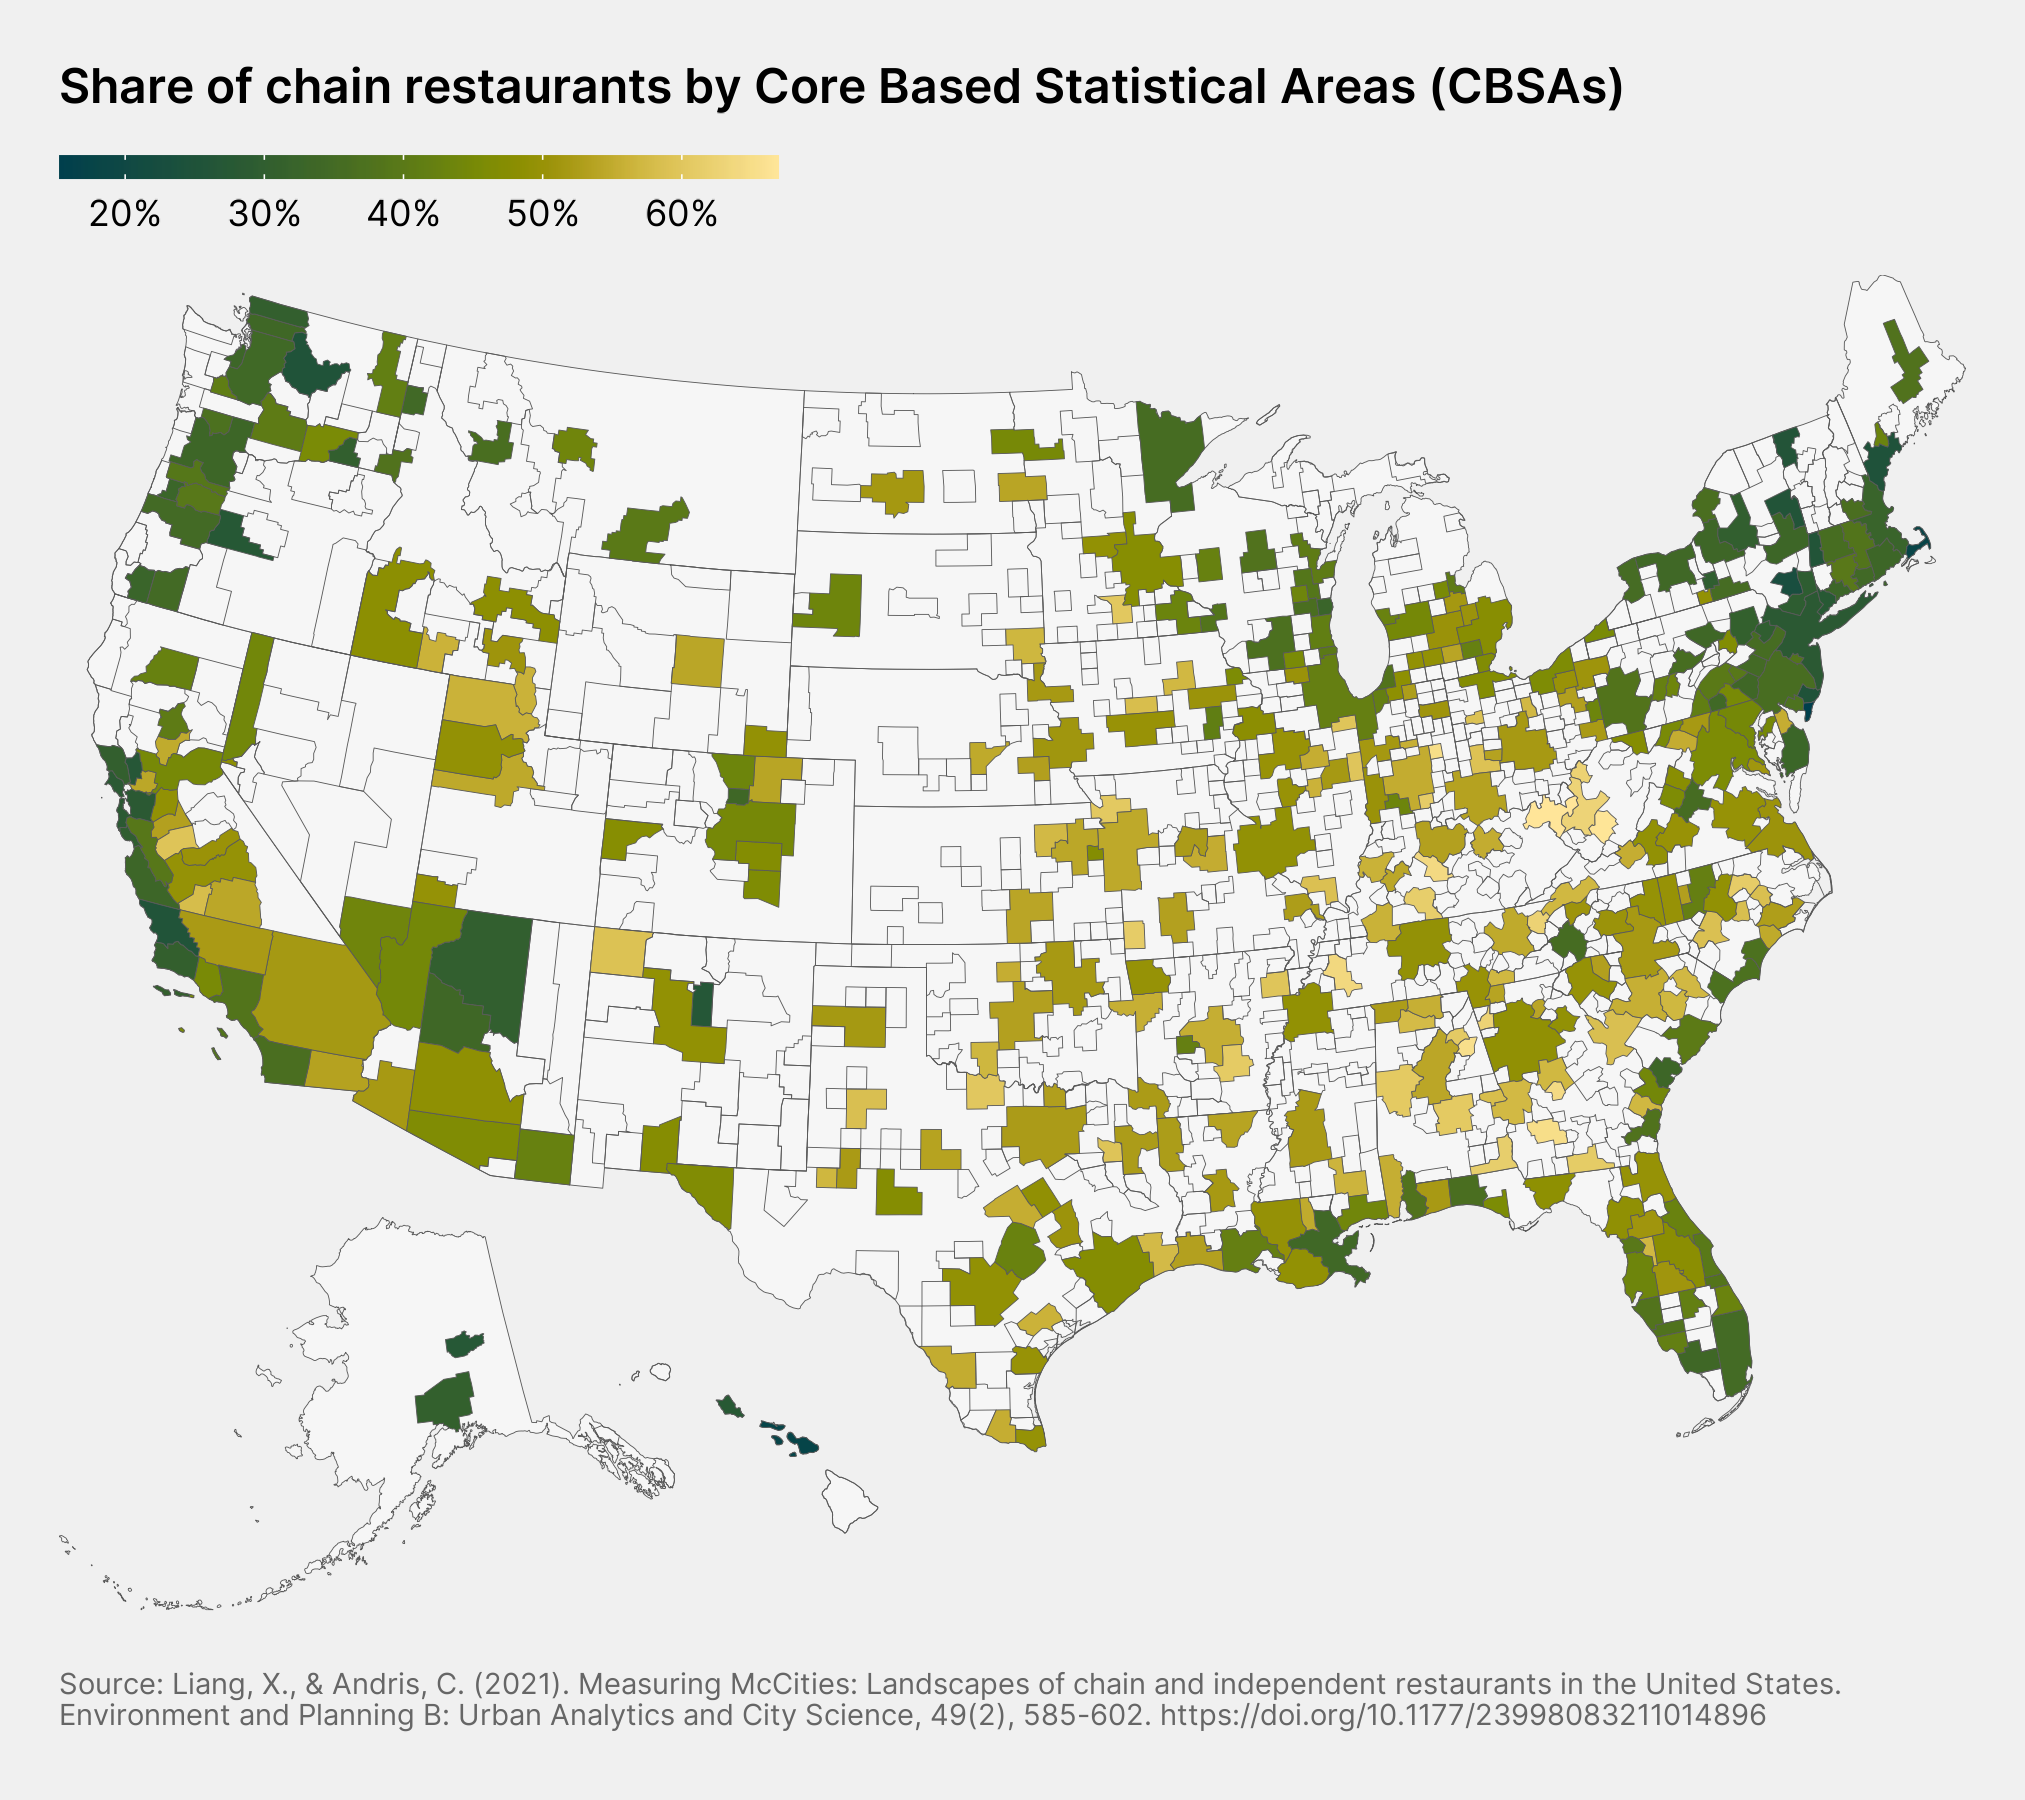 Share of chain restaurants by Core Based Statistical Areas (CBSAs)
20% 30% 40% 50% 60%
Source: Liang, X., & Andris, C. (2021). Measuring McCities: Landscapes of chain and independent restaurants in the United States.
Environment and Planning B: Urban Analytics and City Science, 49(2), 585-602. https://doi.org/10.1177/23998083211014896